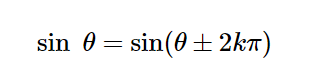 sin θ = sin(θ ± 2kπ)